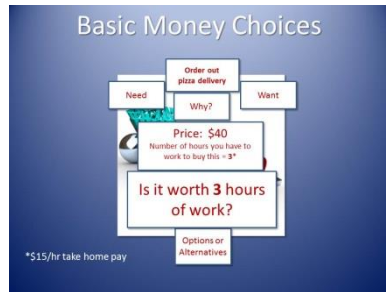 Basic Money Choices
Order out
pizza delivery
Need
Want
Why?
Price: $40
Number of hours you have to
work to buy this = 3*
Is it worth 3 hours
of work?
Options or
Alternatives
*$15/hr take home pay